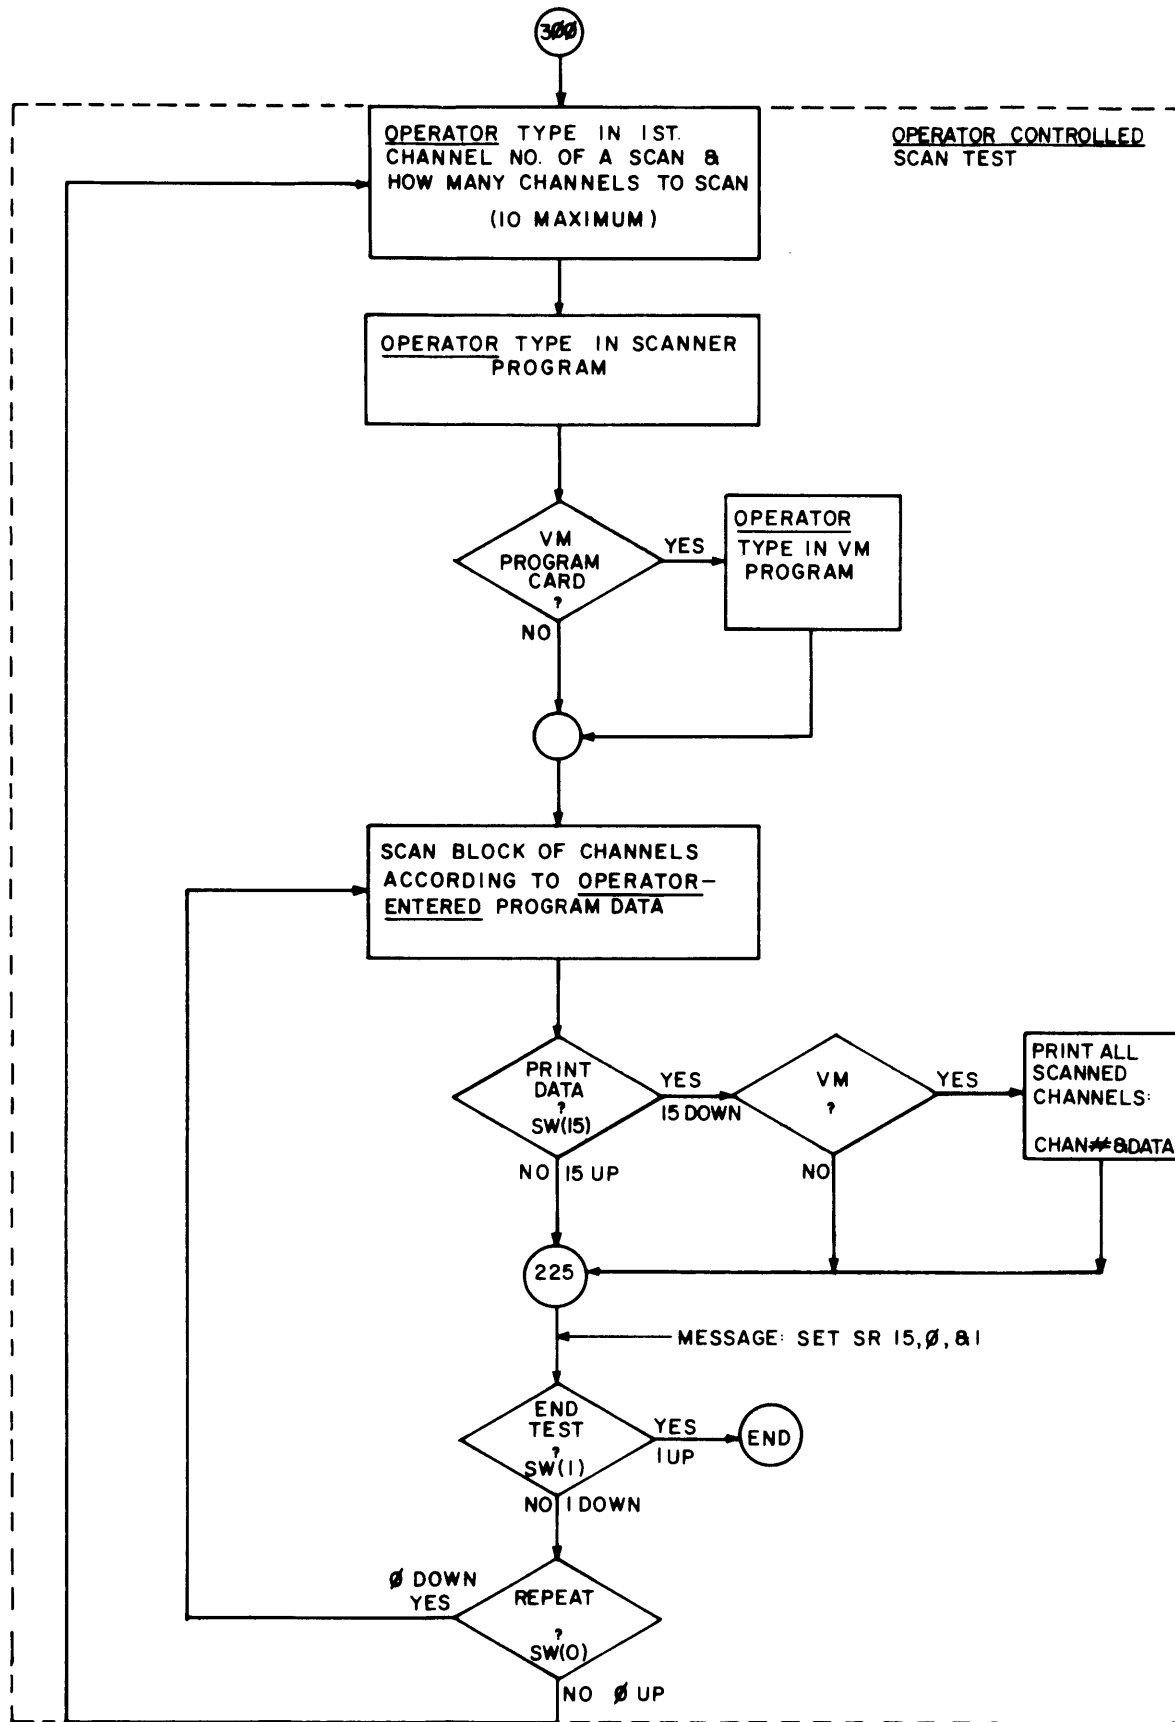 3ØØ
OPERATOR TYPE IN 1ST.
CHANNEL NO. OF A SCAN &
HOW MANY CHANNELS TO SCAN
(10 MAXIMUM)
OPERATOR CONTROLLED
SCAN TEST
OPERATOR TYPE IN SCANNER
PROGRAM
VM
PROGRAM
CARD
?
YES
NO
OPERATOR
TYPE IN VM
PROGRAM
SCAN BLOCK OF CHANNELS
ACCORDING TO OPERATOR-
ENTERED PROGRAM DATA
PRINT
DATA
?
SW(15)
YES
15 DOWN
NO 15 UP
VM
?
YES
NO
PRINT ALL
SCANNED
CHANNELS:
CHAN # & DATA
225
MESSAGE: SET SR 15, Ø, & 1
END
TEST
?
SW(1)
YES
1 UP
END
NO 1 DOWN
Ø DOWN
YES
REPEAT
?
SW(0)
NO Ø UP